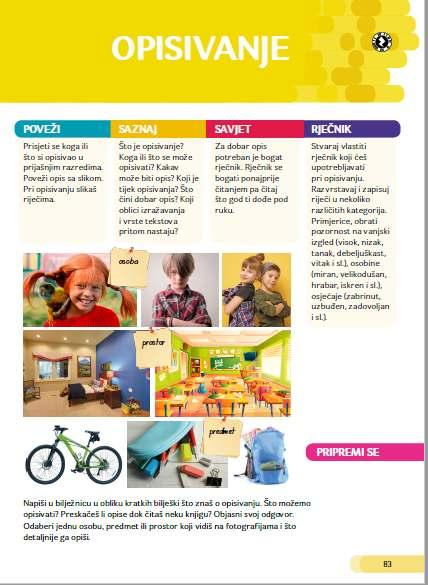 OPISIVANJE
POVEŽI
Prisjeti se koga ili
što si opisivao u
prijašnjim razredima.
Poveži opis sa slikom.
Pri opisivanju slikaš
riječima.
SAZNAJ
Što je opisivanje?
Koga ili što se može
opisivati? Kakav
može biti opis? Koji je
tijek opisivanja? Što
čini dobar opis? Koji
oblici izražavanja
i vrste tekstova
pritom nastaju?
SAVJET
Za dobar opis
potreban je bogat
rječnik. Rječnik se
bogati ponajprije
čitanjem pa čitaj
što god ti dođe pod
ruku.
RJEČNIK
Stvaraj vlastiti
rječnik koji ćeš
upotrebljavati
pri opisivanju.
Razvrstavaj i zapisuj
riječi u nekoliko
različitih kategorija.
Primjerice, obrati
pozornost na vanjski
izgled (visok, nizak,
tanak, debeljuškast,
vitak i sl.), osobine
(miran, velikodušan,
hrabar, iskren i sl.),
osjećaje (zabrinut,
uzbuđen, zadovoljan
i sl.)
osoba
prostor
predmet
PRIPREMI SE
Napiši u bilježnicu u obliku kratkih bilješki što znaš o opisivanju. Što možemo
opisivati? Preskačeš li opise dok čitaš neku knjigu? Objasni svoj odgovor.
Odaberi jednu osobu, predmet ili prostor koji vidiš na fotografijama i što
detaljnije ga opiši.
83